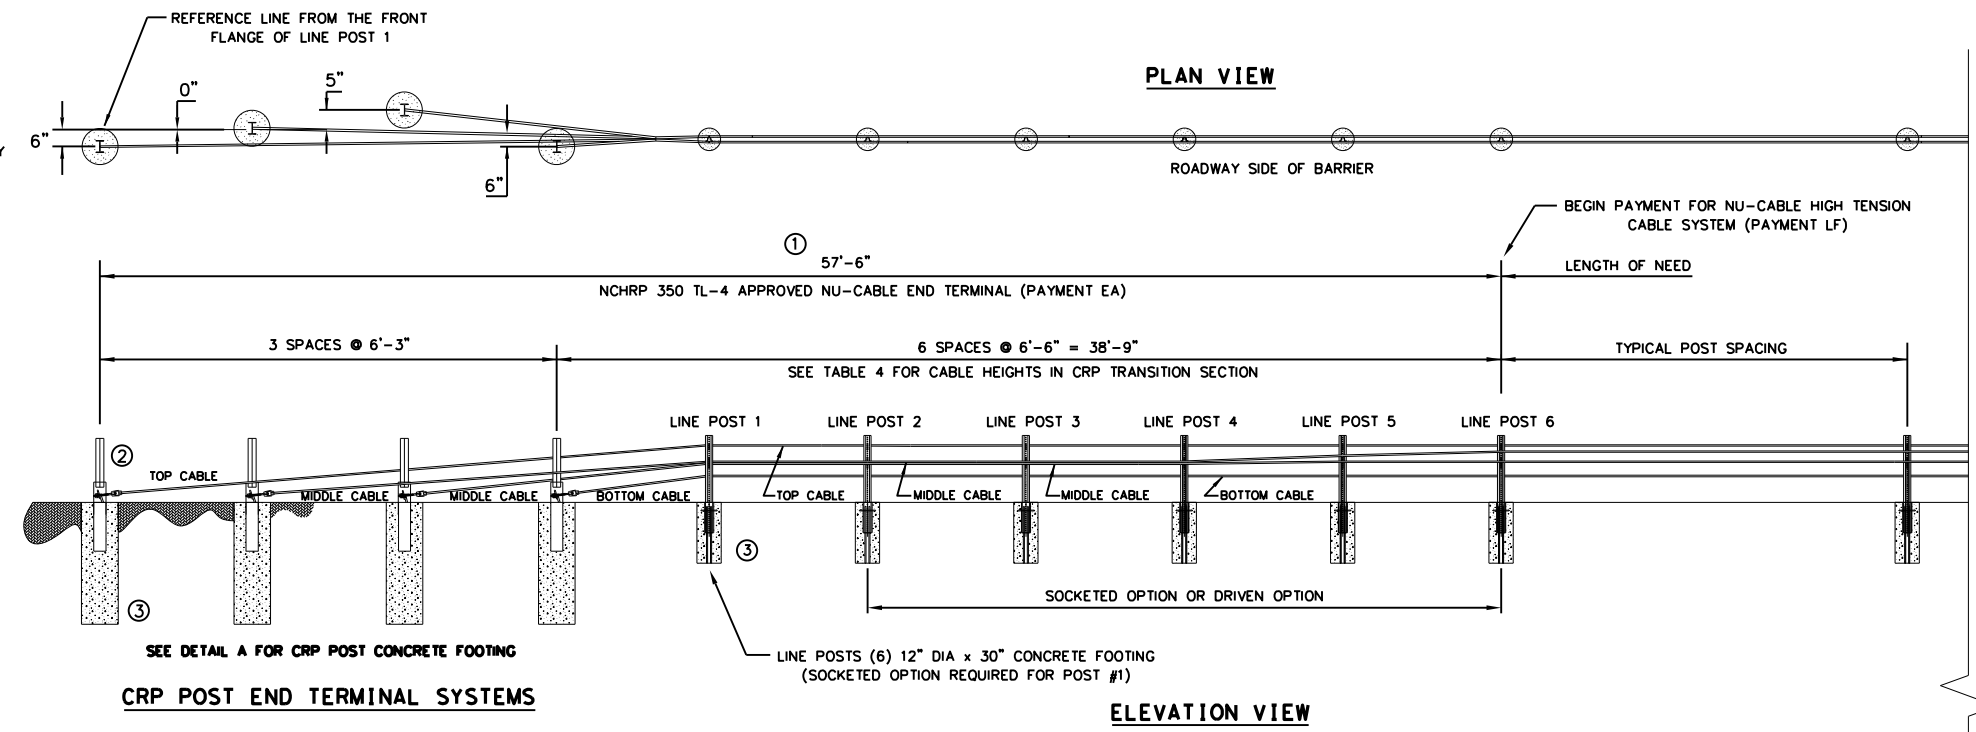 REFERENCE LINE FROM THE FRONT
FLANGE OF LINE POST 1
PLAN VIEW
5"
0"
6"
Y
6"
ROADWAY SIDE OF BARRIER
BEGIN PAYMENT FOR NU-CABLE HIGH TENSION
CABLE SYSTEM (PAYMENT LF)
1
57'-6"
LENGTH OF NEED
NCHRP 350 TL-4 APPROVED NU-CABLE END TERMINAL (PAYMENT EA)
3 SPACES @ 6'-3"
6 SPACES @ 6'-6" = 38'-9"
TYPICAL POST SPACING
SEE TABLE 4 FOR CABLE HEIGHTS IN CRP TRANSITION SECTION
LINE POST 1
LINE POST 2
LINE POST 3
LINE POST 4
LINE POST 5
LINE POST 6
2
TOP CABLE
MIDDLE CABLE
MIDDLE CABLE
BOTTOM CABLE
TOP CABLE
MIDDLE CABLE
MIDDLE CABLE
BOTTOM CABLE
3
3
SOCKETED OPTION OR DRIVEN OPTION
SEE DETAIL A FOR CRP POST CONCRETE FOOTING
LINE POSTS (6) 12" DIA x 30" CONCRETE FOOTING
(SOCKETED OPTION REQUIRED FOR POST #1)
CRP POST END TERMINAL SYSTEMS
ELEVATION VIEW